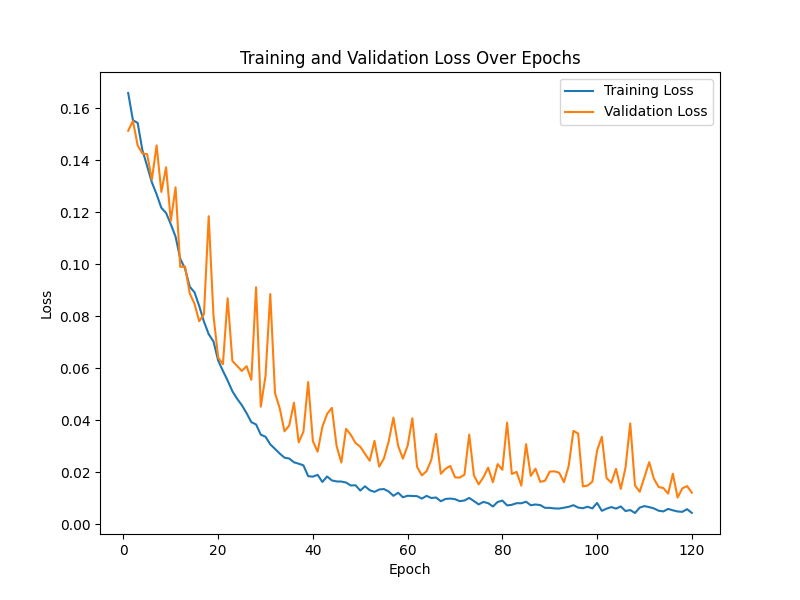 Training and Validation Loss Over Epochs
Training Loss
Validation Loss
Loss
0.16
0.14
0.12
0.10
0.08
0.06
0.04
0.02
0.00
0 20 40 60 80 100 120
Epoch